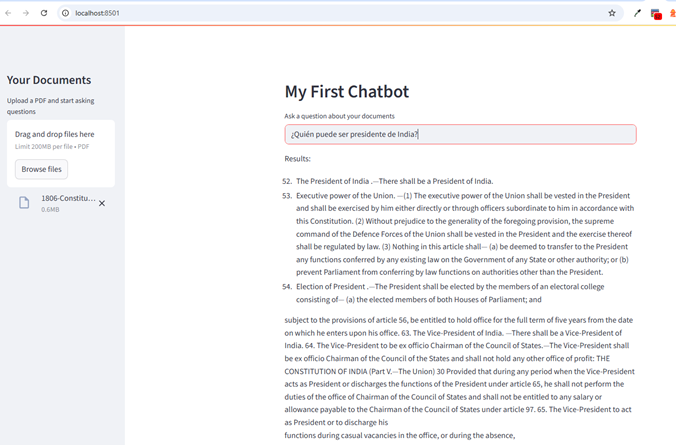 localhost:8501
Your Documents
Upload a PDF and start asking
questions
Drag and drop files here
Limit 200MB per file • PDF
Browse files
1806-Constitu...
0.6MB
My First Chatbot
Ask a question about your documents
¿Quién puede ser presidente de India?
Results:
52. The President of India .—There shall be a President of India.
53. Executive power of the Union. —(1) The executive power of the Union shall be vested in the President
and shall be exercised by him either directly or through officers subordinate to him in accordance with
this Constitution. (2) Without prejudice to the generality of the foregoing provision, the supreme
command of the Defence Forces of the Union shall be vested in the President and the exercise thereof
shall be regulated by law. (3) Nothing in this article shall— (a) be deemed to transfer to the President
any functions conferred by any existing law on the Government of any State or other authority; or (b)
prevent Parliament from conferring by law functions on authorities other than the President.
54. Election of President .—The President shall be elected by the members of an electoral college
consisting of— (a) the elected members of both Houses of Parliament; and
subject to the provisions of article 56, be entitled to hold office for the full term of five years from the date
on which he enters upon his office. 63. The Vice-President of India. —There shall be a Vice-President of
India. 64. The Vice-President to be ex officio Chairman of the Council of States.—The Vice-President shall
be ex officio Chairman of the Council of the States and shall not hold any other office of profit: THE
CONSTITUTION OF INDIA (Part V.—The Union) 30 Provided that during any period when the Vice-President
acts as President or discharges the functions of the President under article 65, he shall not perform the
duties of the office of Chairman of the Council of States and shall not be entitled to any salary or
allowance payable to the Chairman of the Council of States under article 97. 65. The Vice-President to act
as President or to discharge his
functions during casual vacancies in the office, or during the absence,